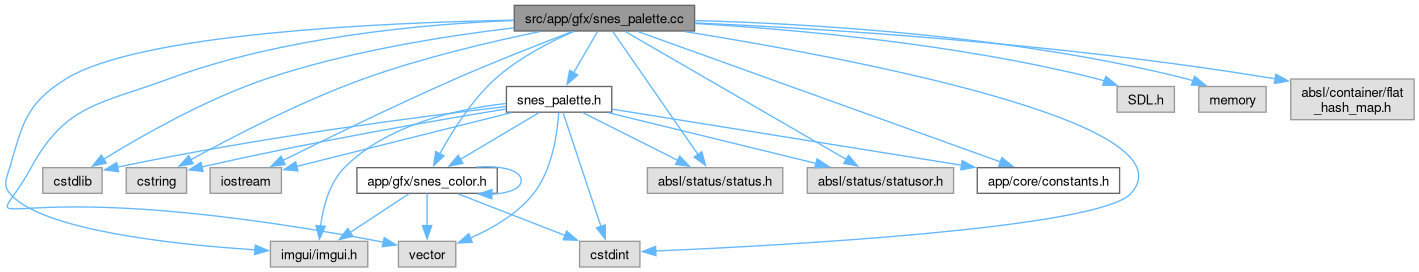 src/app/gfx/snes_palette.cc
snes_palette.h
SDL.h
memory
absl/container/flat
_hash_map.h
cstdlib
cstring
iostream
app/gfx/snes_color.h
absl/status/status.h
absl/status/statusor.h
app/core/constants.h
imgui/imgui.h
vector
cstdint